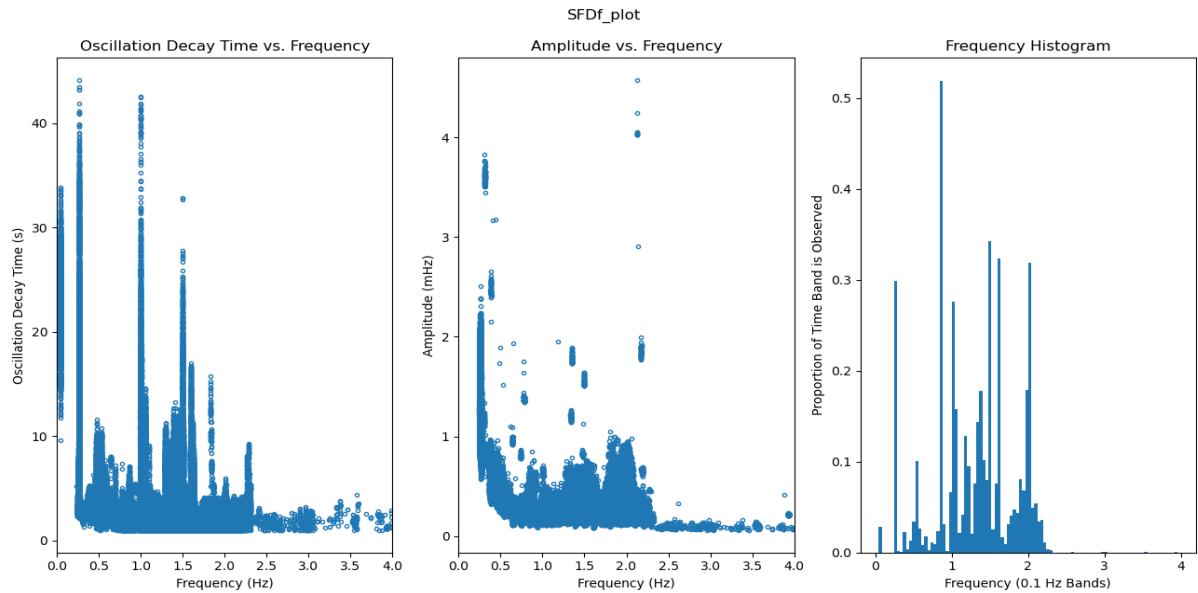 SFDf_plot
Oscillation Decay Time vs. Frequency
Oscillation Decay Time (s)
40
30
20
10
0
0.0 0.5 1.0 1.5 2.0 2.5 3.0 3.5 4.0
Frequency (Hz)
Amplitude vs. Frequency
Amplitude (mHz)
4
3
2
1
0
0.0 0.5 1.0 1.5 2.0 2.5 3.0 3.5 4.0
Frequency (Hz)
Frequency Histogram
Proportion of Time Band is Observed
0.5
0.4
0.3
0.2
0.1
0.0
0 1 2 3 4
Frequency (0.1 Hz Bands)